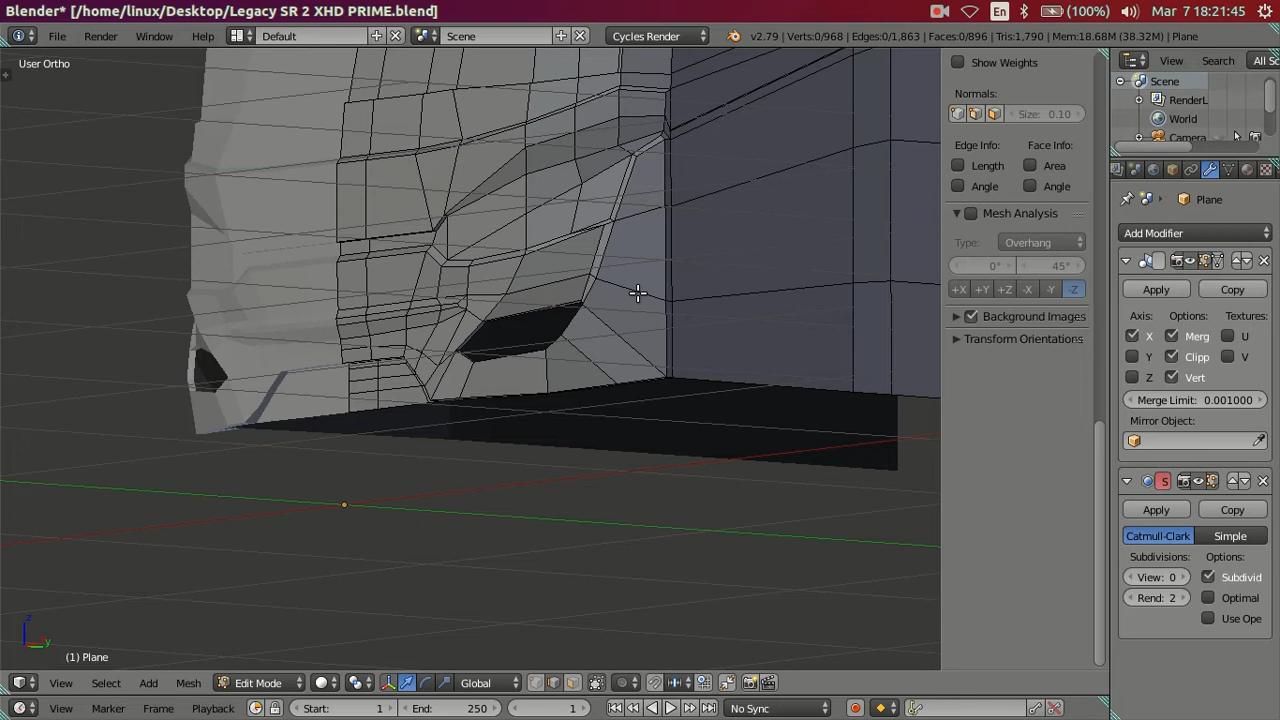 Blender* [/home/linux/Desktop/Legacy SR 2 XHD PRIME.blend]
En (100%) Mar 7 18:21:45
File Render Window Help Default Scene Cycles Render v2.79 | Verts:0/968 | Edges:0/1,863 | Faces:0/896 | Tris:1,790 | Mem:18.68M (38.32M) | Plane
User Ortho
Show Weights
Normals:
Size: 0.10
Edge Info: Face Info:
Length Area
Angle Angle
Mesh Analysis
Type: Overhang
0° 45°
+X +Y +Z -X -Y -Z
Background Images
Transform Orientations
View Search All Sc
Scene
RenderL
World
Camera
Plane
Add Modifier
Apply Copy
Axis: Options: Textures:
X Merg U
Y Clipp V
Z Vert
Merge Limit: 0.001000
Mirror Object:
S
Apply Copy
Catmull-Clark Simple
Subdivisions: Options:
View: 0 Subdivid
Rend: 2 Optimal
Use Ope
z
y
(1) Plane
View Select Add Mesh Edit Mode Global
View Marker Frame Playback Start: 1 End: 250 1 No Sync